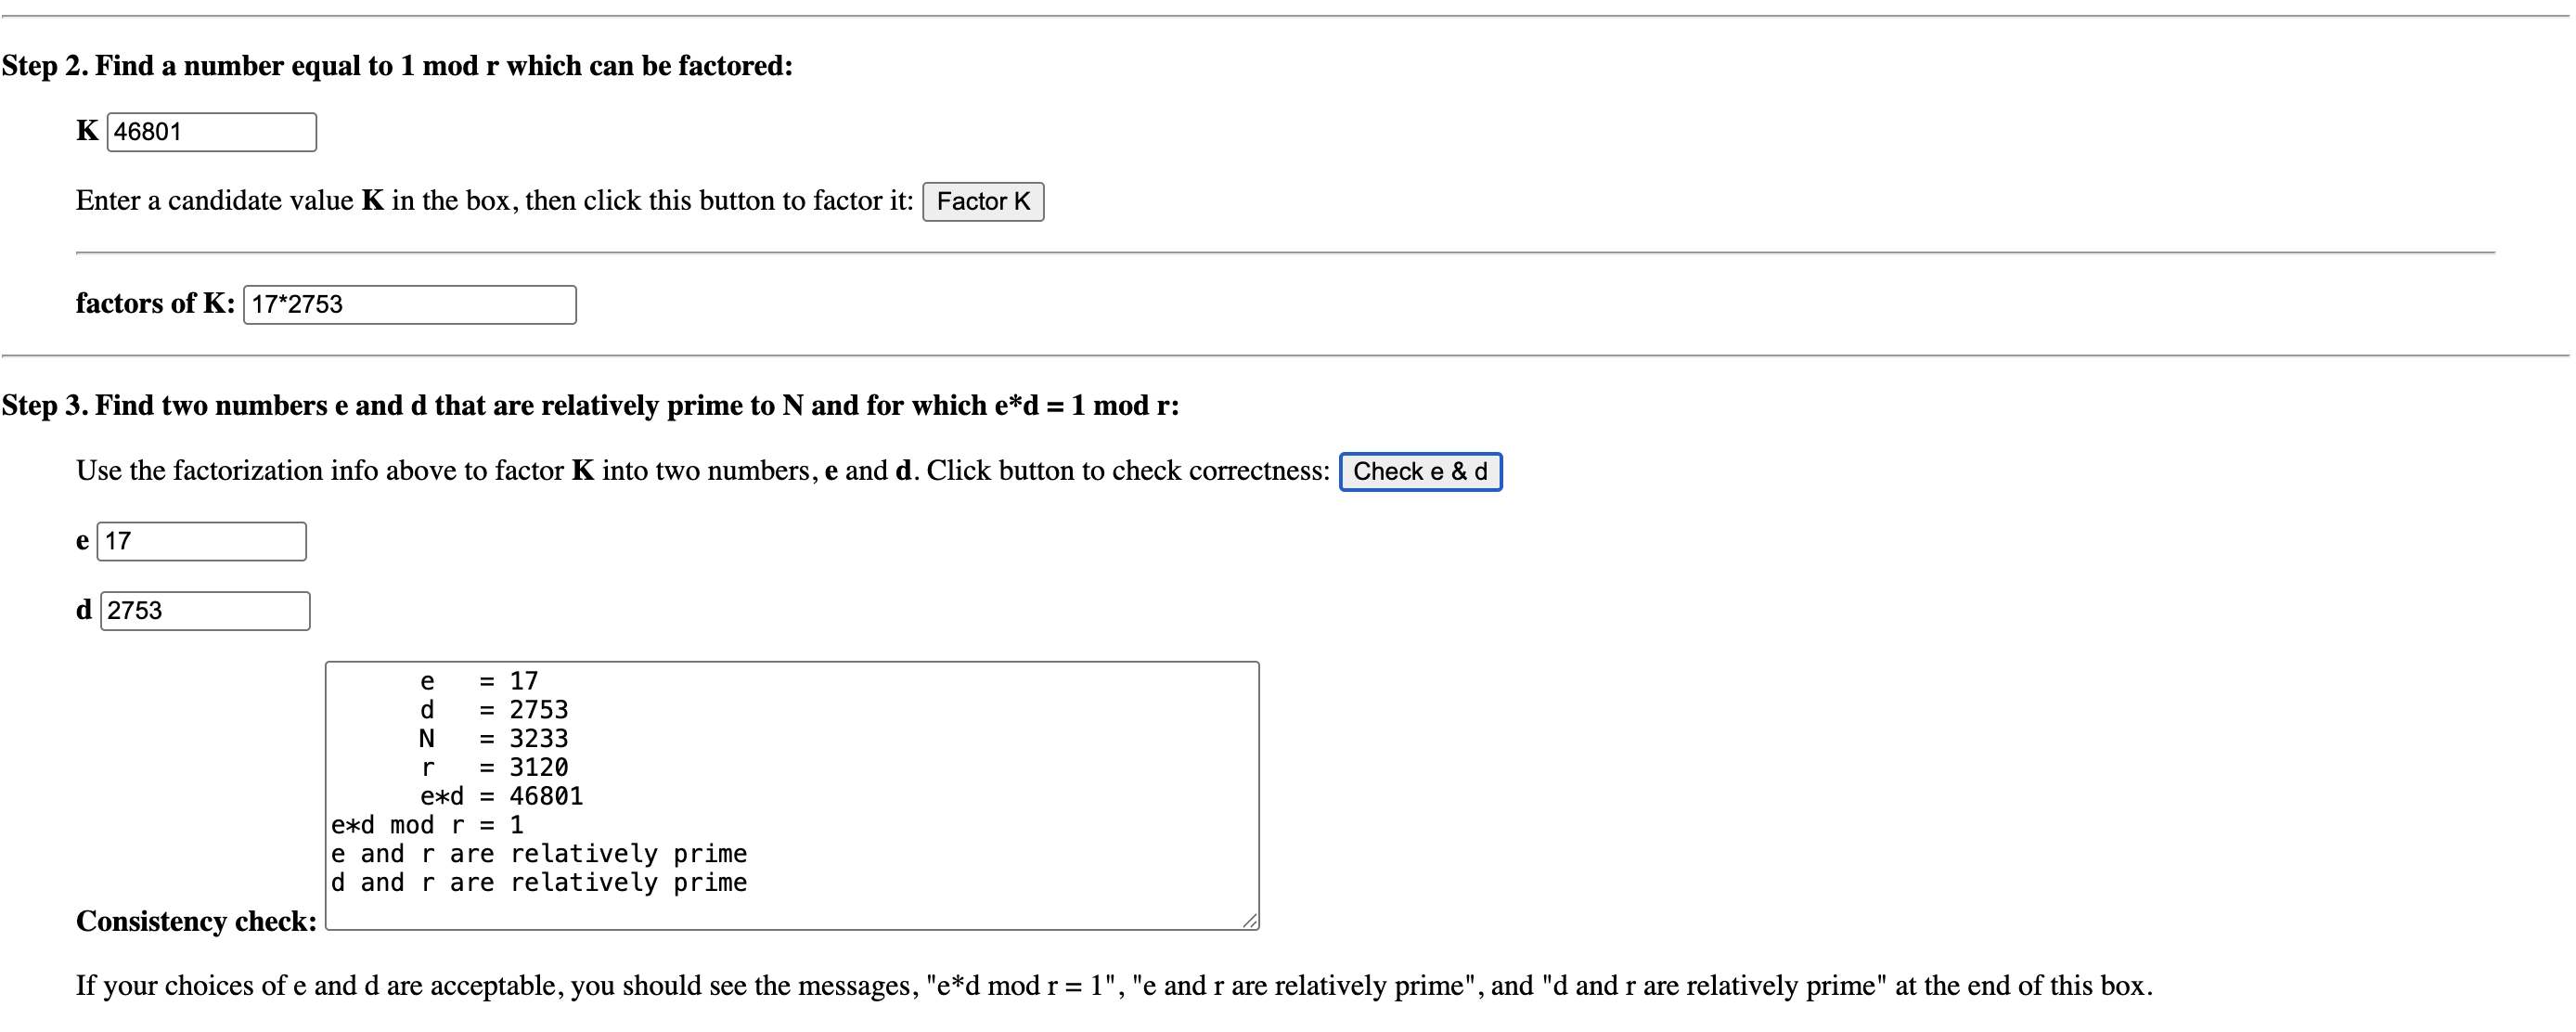 Step 2. Find a number equal to 1 mod r which can be factored:
K 46801
Enter a candidate value K in the box, then click this button to factor it: Factor K
factors of K: 17*2753
Step 3. Find two numbers e and d that are relatively prime to N and for which e*d = 1 mod r:
Use the factorization info above to factor K into two numbers, e and d. Click button to check correctness: Check e & d
e 17
d 2753
e = 17
d = 2753
N = 3233
r = 3120
e*d = 46801
e*d mod r = 1
e and r are relatively prime
d and r are relatively prime
Consistency check:
If your choices of e and d are acceptable, you should see the messages, "e*d mod r = 1", "e and r are relatively prime", and "d and r are relatively prime" at the end of this box.